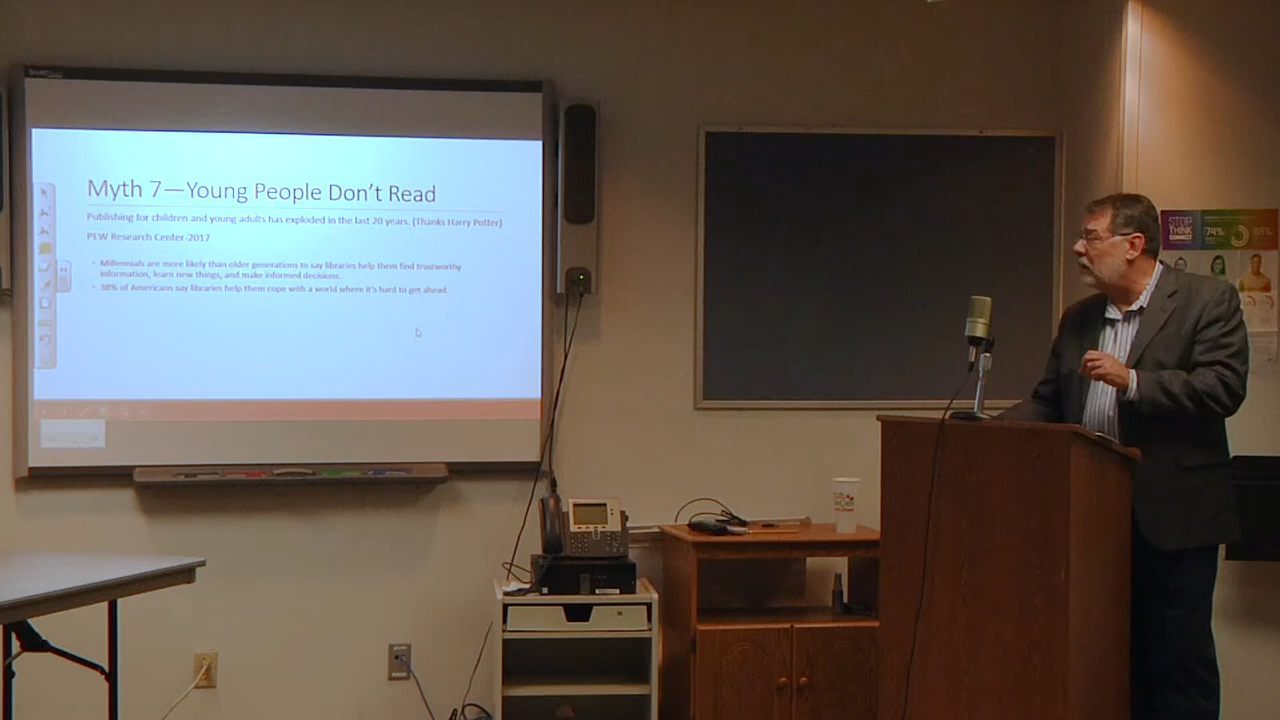 Myth 7—Young People Don't Read
Publishing for children and young adults has exploded in the last 20 years. (Thanks Harry Potter)
PEW Research Center-2017
• Millennials are more likely than older generations to say libraries help them find trustworthy
information, learn new things, and make informed decisions.
• 38% of Americans say libraries help them cope with a world where it's hard to get ahead.
STOP
THINK
CONNECT
74%